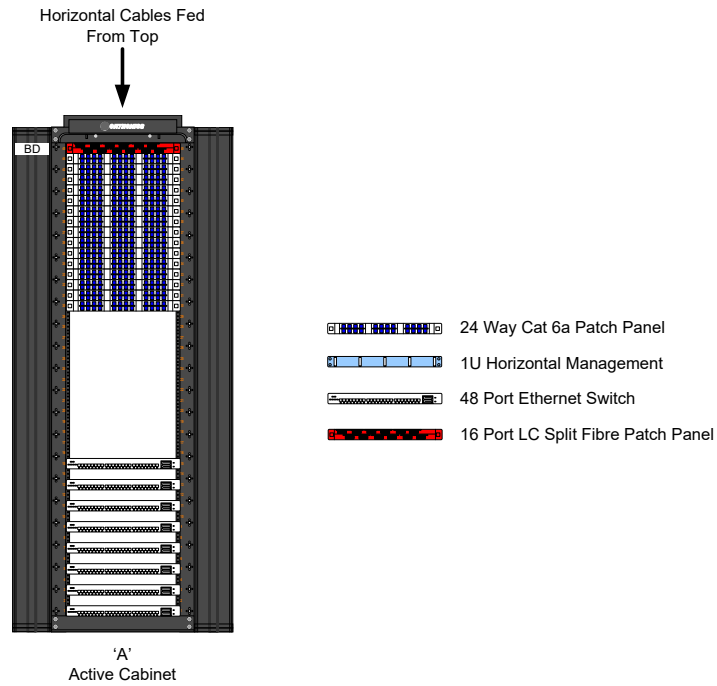 Horizontal Cables Fed
From Top
BD
24 Way Cat 6a Patch Panel
1U Horizontal Management
48 Port Ethernet Switch
16 Port LC Split Fibre Patch Panel
‘A’
Active Cabinet